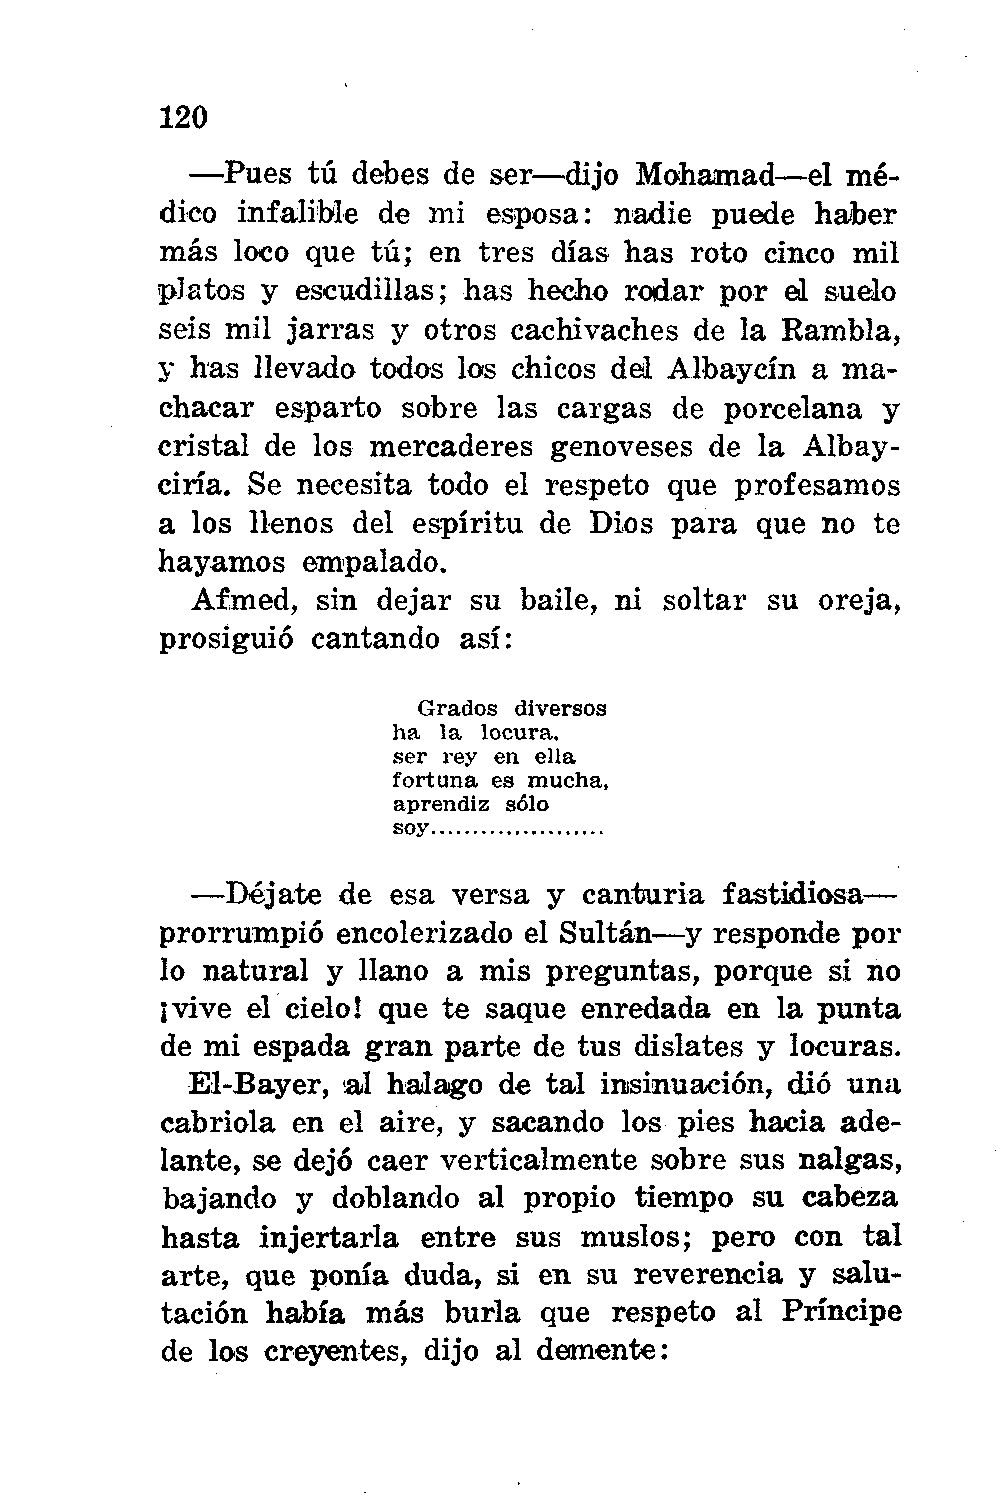 120
—Pues tú debes de ser—dijo Mohamad—el mé-
dico infalible de mi esposa: nadie puede haber
más loco que tú; en tres días has roto cinco mil
platos y escudillas; has hecho rodar por el suelo
seis mil jarras y otros cachivaches de la Rambla,
y has llevado todos los chicos del Albaycín a ma-
chacar esparto sobre las cargas de porcelana y
cristal de los mercaderes genoveses de la Albay-
ciría. Se necesita todo el respeto que profesamos
a los llenos del espíritu de Dios para que no te
hayamos empalado.
Afmed, sin dejar su baile, ni soltar su oreja,
prosiguió cantando así:
Grados diversos
ha la locura.
ser rey en ella
fortuna es mucha,
aprendiz sólo
soy.....................
—Déjate de esa versa y canturia fastidiosa—
prorrumpió encolerizado el Sultán—y responde por
lo natural y llano a mis preguntas, porque si no
¡vive el cielo! que te saque enredada en la punta
de mi espada gran parte de tus dislates y locuras.
El-Bayer, al halago de tal insinuación, dió una
cabriola en el aire, y sacando los pies hacia ade-
lante, se dejó caer verticalmente sobre sus nalgas,
bajando y doblando al propio tiempo su cabeza
hasta injertarla entre sus muslos; pero con tal
arte, que ponía duda, si en su reverencia y salu-
tación había más burla que respeto al Príncipe
de los creyentes, dijo al demente: